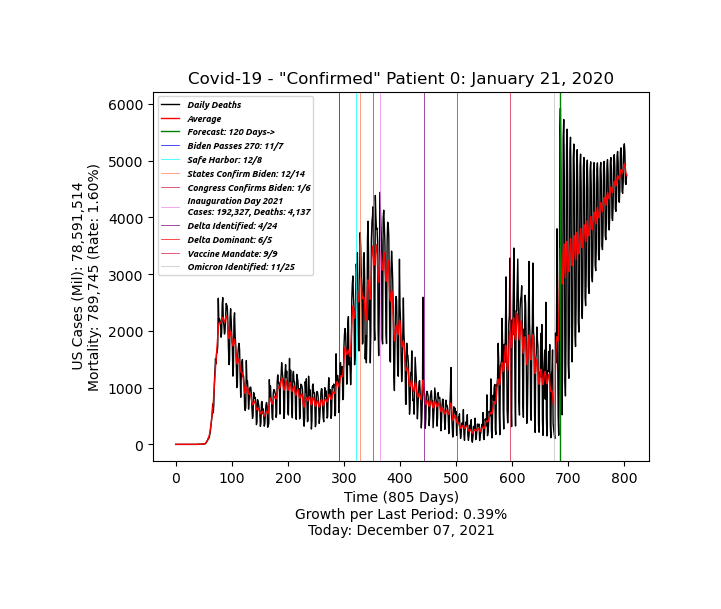 Covid-19 - "Confirmed" Patient 0: January 21, 2020
6000
5000
4000
3000
2000
1000
0
US Cases (Mil): 78,591,514
Mortality: 789,745 (Rate: 1.60%)
Daily Deaths
Average
Forecast: 120 Days->
Biden Passes 270: 11/7
Safe Harbor: 12/8
States Confirm Biden: 12/14
Congress Confirms Biden: 1/6
Inauguration Day 2021
Cases: 192,327, Deaths: 4,137
Delta Identified: 4/24
Delta Dominant: 6/5
Vaccine Mandate: 9/9
Omicron Identified: 11/25
0 100 200 300 400 500 600 700 800
Time (805 Days)
Growth per Last Period: 0.39%
Today: December 07, 2021